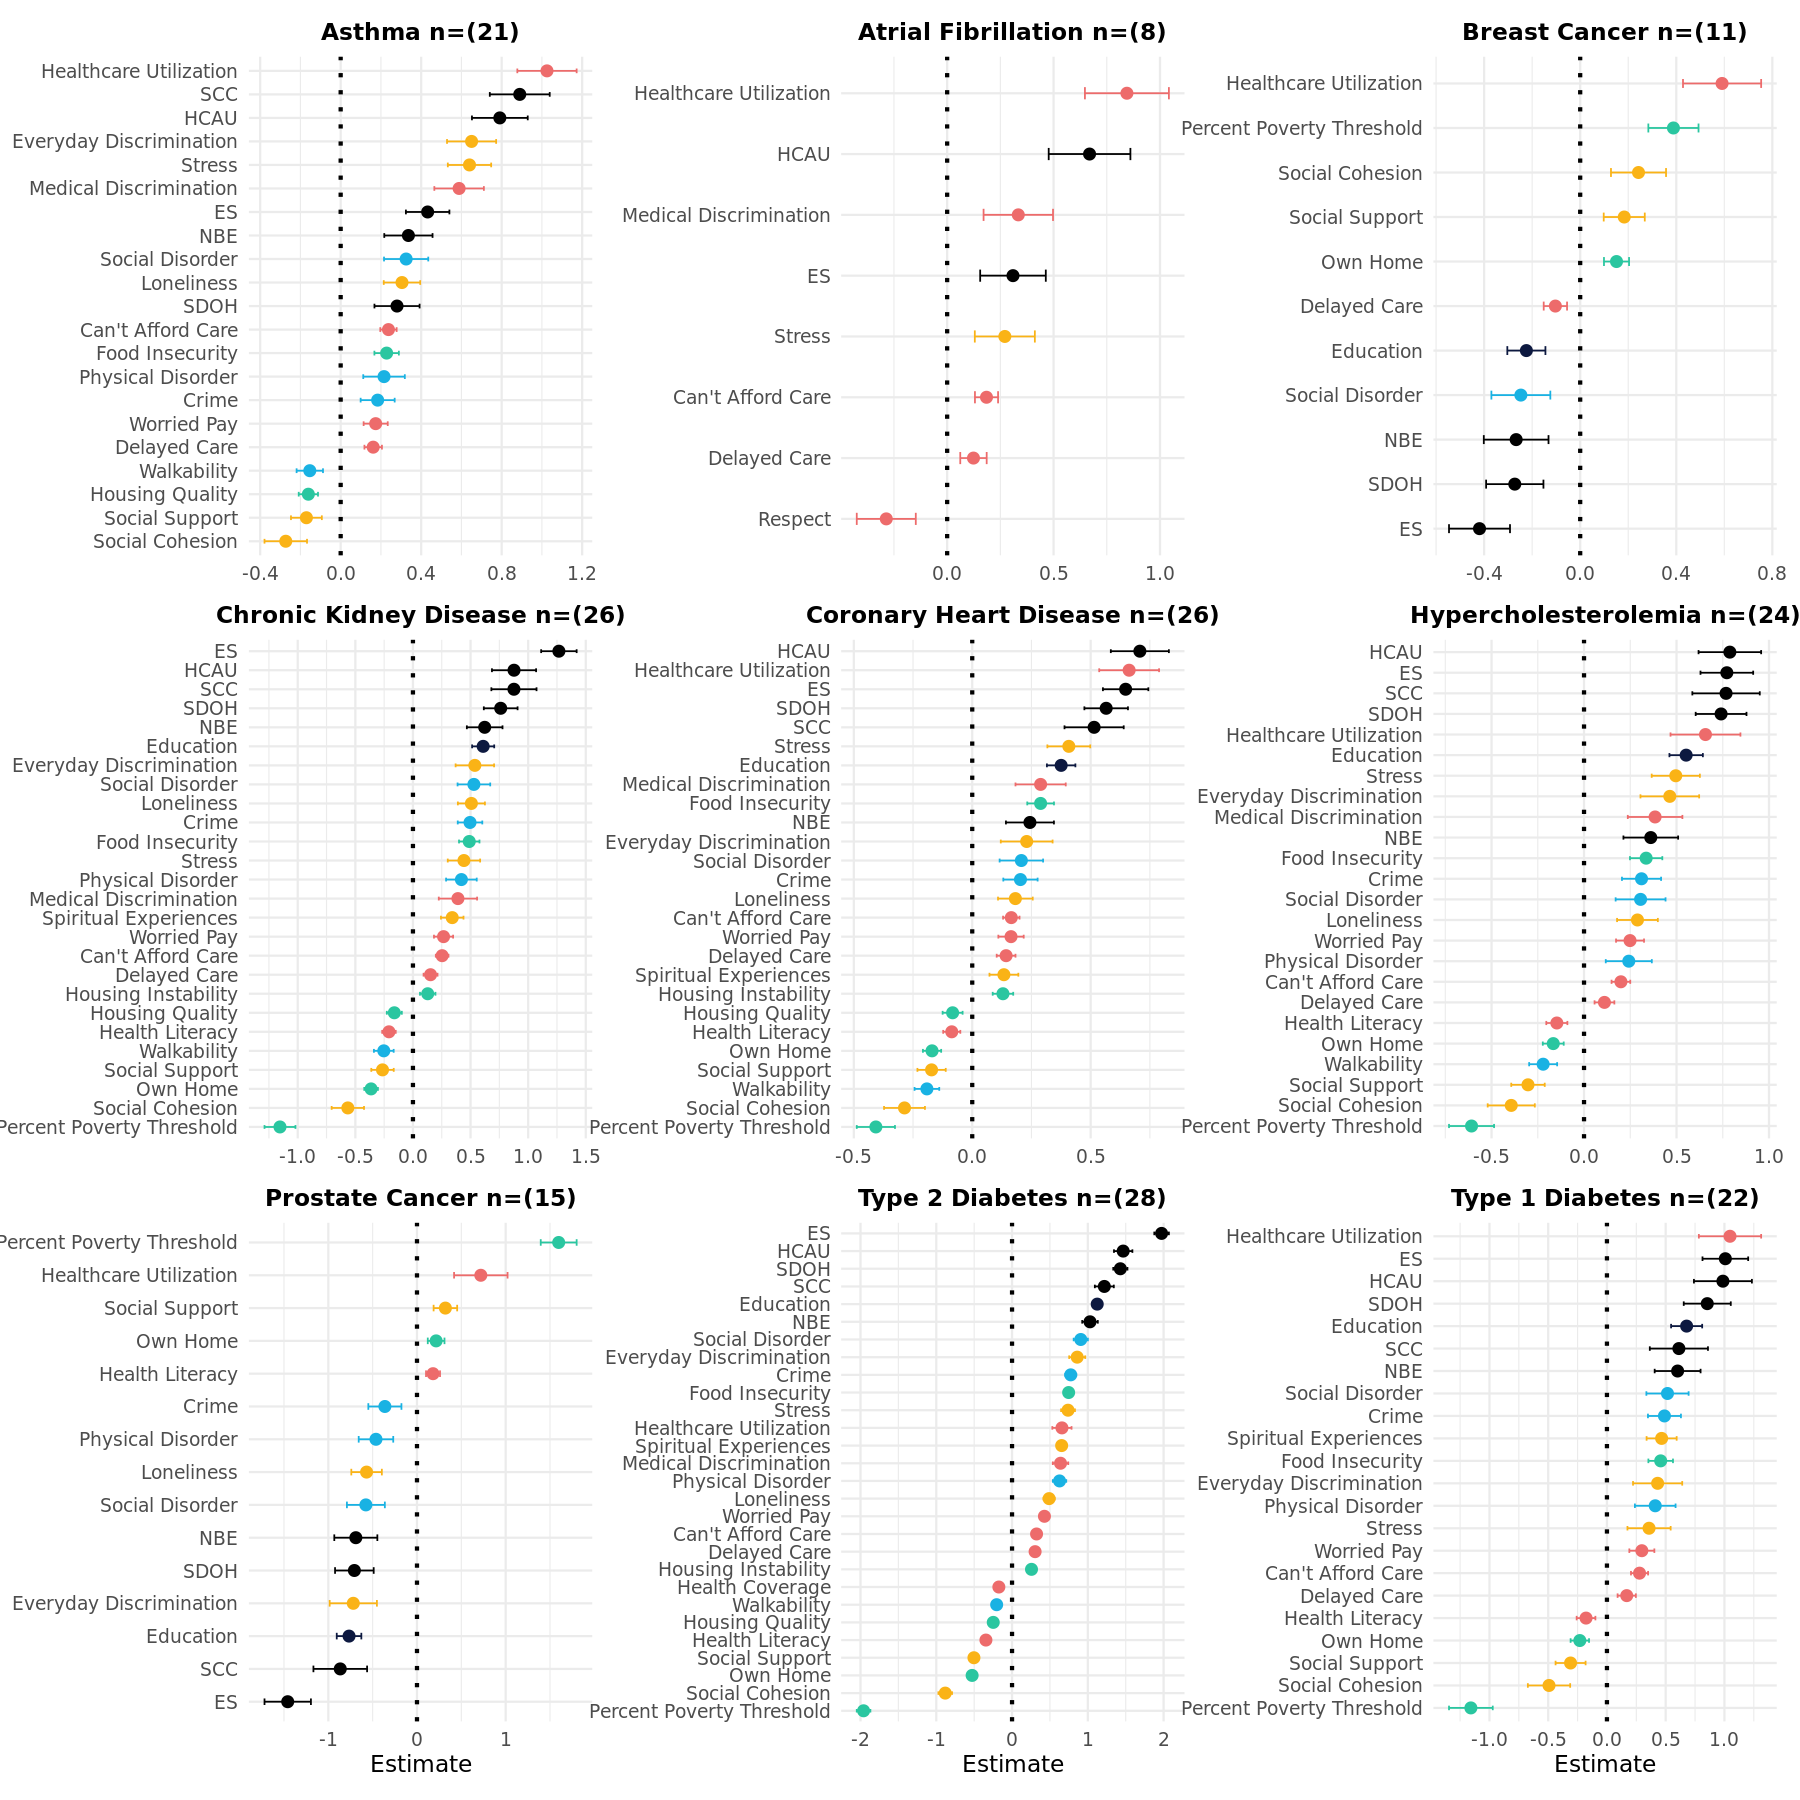 Asthma n=(21)
Healthcare Utilization
SCC
HCAU
Everyday Discrimination
Stress
Medical Discrimination
ES
NBE
Social Disorder
Loneliness
SDOH
Can't Afford Care
Food Insecurity
Physical Disorder
Crime
Worried Pay
Delayed Care
Walkability
Housing Quality
Social Support
Social Cohesion
-0.4 0.0 0.4 0.8 1.2
Atrial Fibrillation n=(8)
Healthcare Utilization
HCAU
Medical Discrimination
ES
Stress
Can't Afford Care
Delayed Care
Respect
0.0 0.5 1.0
Breast Cancer n=(11)
Healthcare Utilization
Percent Poverty Threshold
Social Cohesion
Social Support
Own Home
Delayed Care
Education
Social Disorder
NBE
SDOH
ES
-0.4 0.0 0.4 0.8
Chronic Kidney Disease n=(26)
ES
HCAU
SCC
SDOH
NBE
Education
Everyday Discrimination
Social Disorder
Loneliness
Crime
Food Insecurity
Stress
Physical Disorder
Medical Discrimination
Spiritual Experiences
Worried Pay
Can't Afford Care
Delayed Care
Housing Instability
Housing Quality
Health Literacy
Walkability
Social Support
Own Home
Social Cohesion
Percent Poverty Threshold
-1.0 -0.5 0.0 0.5 1.0 1.5
Coronary Heart Disease n=(26)
HCAU
Healthcare Utilization
ES
SDOH
SCC
Stress
Education
Medical Discrimination
Food Insecurity
NBE
Everyday Discrimination
Social Disorder
Crime
Loneliness
Can't Afford Care
Worried Pay
Delayed Care
Spiritual Experiences
Housing Instability
Housing Quality
Health Literacy
Own Home
Social Support
Walkability
Social Cohesion
Percent Poverty Threshold
-0.5 0.0 0.5
Hypercholesterolemia n=(24)
HCAU
ES
SCC
SDOH
Healthcare Utilization
Education
Stress
Everyday Discrimination
Medical Discrimination
NBE
Food Insecurity
Crime
Social Disorder
Loneliness
Worried Pay
Physical Disorder
Can't Afford Care
Delayed Care
Health Literacy
Own Home
Walkability
Social Support
Social Cohesion
Percent Poverty Threshold
-0.5 0.0 0.5 1.0
Prostate Cancer n=(15)
Percent Poverty Threshold
Healthcare Utilization
Social Support
Own Home
Health Literacy
Crime
Physical Disorder
Loneliness
Social Disorder
NBE
SDOH
Everyday Discrimination
Education
SCC
ES
-1 0 1
Estimate
Type 2 Diabetes n=(28)
ES
HCAU
SDOH
SCC
Education
NBE
Social Disorder
Everyday Discrimination
Crime
Food Insecurity
Stress
Healthcare Utilization
Spiritual Experiences
Medical Discrimination
Physical Disorder
Loneliness
Worried Pay
Can't Afford Care
Delayed Care
Housing Instability
Health Coverage
Walkability
Housing Quality
Health Literacy
Social Support
Own Home
Social Cohesion
Percent Poverty Threshold
-2 -1 0 1 2
Estimate
Type 1 Diabetes n=(22)
Healthcare Utilization
ES
HCAU
SDOH
Education
SCC
NBE
Social Disorder
Crime
Spiritual Experiences
Food Insecurity
Everyday Discrimination
Physical Disorder
Stress
Worried Pay
Can't Afford Care
Delayed Care
Health Literacy
Own Home
Social Support
Social Cohesion
Percent Poverty Threshold
-1.0 -0.5 0.0 0.5 1.0
Estimate